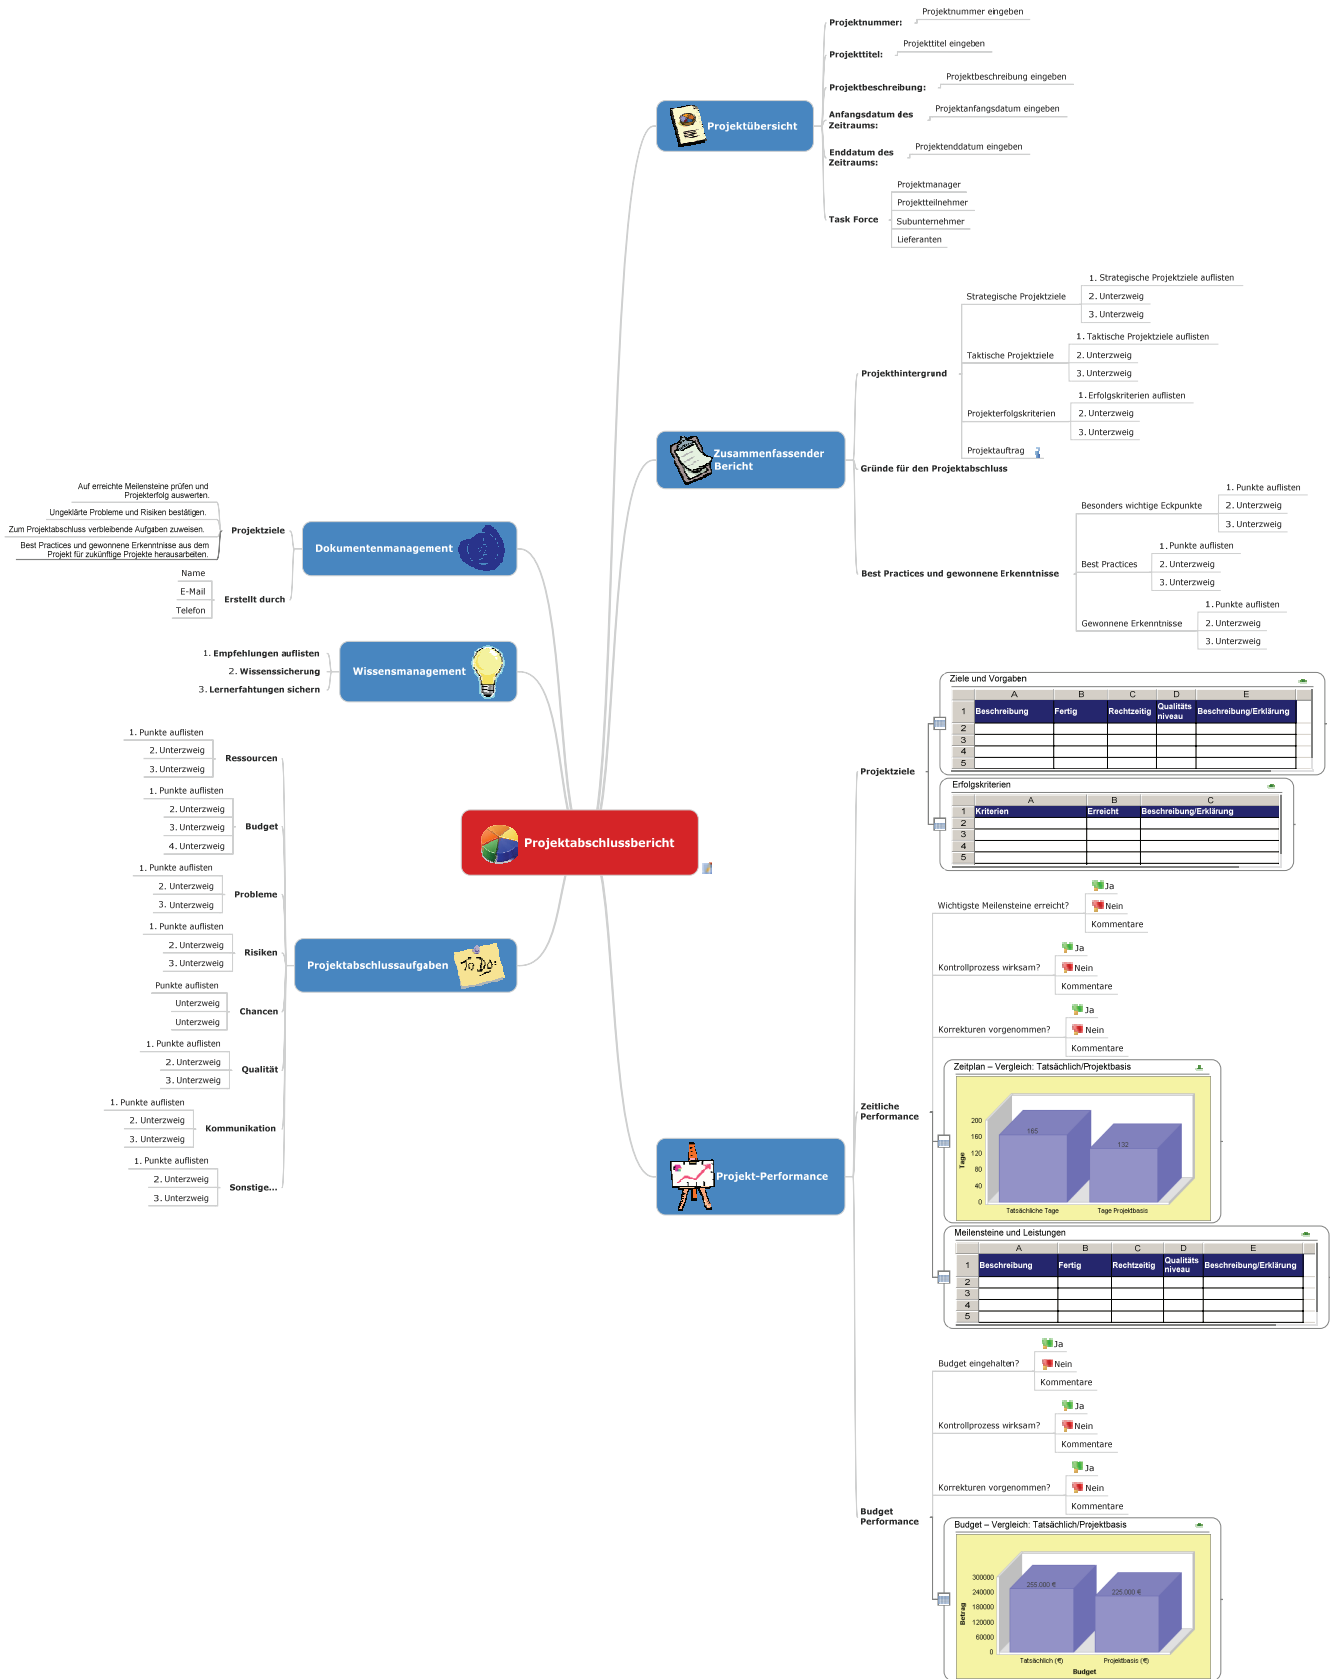 Projektabschlussbericht
Projektübersicht
Projektnummer:
Projektnummer eingeben
Projekttitel:
Projekttitel eingeben
Projektbeschreibung:
Projektbeschreibung eingeben
Anfangsdatum des
Zeitraums:
Projektanfangsdatum eingeben
Enddatum des
Zeitraums:
Projektenddatum eingeben
Task Force
Projektmanager
Projektteilnehmer
Subunternehmer
Lieferanten
Zusammenfassender
Bericht
Projekthintergrund
Strategische Projektziele
1. Strategische Projektziele auflisten
2. Unterzweig
3. Unterzweig
Taktische Projektziele
1. Taktische Projektziele auflisten
2. Unterzweig
3. Unterzweig
Projekterfolgskriterien
1. Erfolgskriterien auflisten
2. Unterzweig
3. Unterzweig
Projektauftrag
Gründe für den Projektabschluss
Best Practices und gewonnene Erkenntnisse
Besonders wichtige Eckpunkte
1. Punkte auflisten
2. Unterzweig
3. Unterzweig
Best Practices
1. Punkte auflisten
2. Unterzweig
3. Unterzweig
Gewonnene Erkenntnisse
1. Punkte auflisten
2. Unterzweig
3. Unterzweig
Projekt-Performance
Projektziele
Ziele und Vorgaben
A B C D E
1 Beschreibung Fertig Rechtzeitig Qualitäts niveau Beschreibung/Erklärung
2
3
4
5
Erfolgskriterien
A B C
1 Kriterien Erreicht Beschreibung/Erklärung
2
3
4
5
Zeitliche
Performance
Wichtigste Meilensteine erreicht?
Ja
Nein
Kommentare
Kontrollprozess wirksam?
Ja
Nein
Kommentare
Korrekturen vorgenommen?
Ja
Nein
Kommentare
Zeitplan – Vergleich: Tatsächlich/Projektbasis
Tage
200
160
120
80
40
0
165
132
Tatsächliche Tage
Tage Projektbasis
Meilensteine und Leistungen
A B C D E
1 Beschreibung Fertig Rechtzeitig Qualitäts niveau Beschreibung/Erklärung
2
3
4
5
Budget
Performance
Budget eingehalten?
Ja
Nein
Kommentare
Kontrollprozess wirksam?
Ja
Nein
Kommentare
Korrekturen vorgenommen?
Ja
Nein
Kommentare
Budget – Vergleich: Tatsächlich/Projektbasis
Betrag
300000
240000
180000
120000
60000
0
225.000 €
Tatsächlich (€)
Projektbasis (€)
Budget
Dokumentenmanagement
Projektziele
Auf erreichte Meilensteine prüfen und
Projekterfolg auswerten.
Ungeklärte Probleme und Risiken bestätigen.
Zum Projektabschluss verbleibende Aufgaben zuweisen.
Best Practices und gewonnene Erkenntnisse aus dem
Projekt für zukünftige Projekte herausarbeiten.
Erstellt durch
Name
E-Mail
Telefon
Wissensmanagement
1. Empfehlungen auflisten
2. Wissenssicherung
3. Lernerfahtungen sichern
Projektabschlussaufgaben
To Do:
Ressourcen
1. Punkte auflisten
2. Unterzweig
3. Unterzweig
Budget
1. Punkte auflisten
2. Unterzweig
3. Unterzweig
4. Unterzweig
Probleme
1. Punkte auflisten
2. Unterzweig
3. Unterzweig
Risiken
1. Punkte auflisten
2. Unterzweig
3. Unterzweig
Chancen
Punkte auflisten
Unterzweig
Unterzweig
Qualität
1. Punkte auflisten
2. Unterzweig
3. Unterzweig
Kommunikation
1. Punkte auflisten
2. Unterzweig
3. Unterzweig
Sonstige...
1. Punkte auflisten
2. Unterzweig
3. Unterzweig